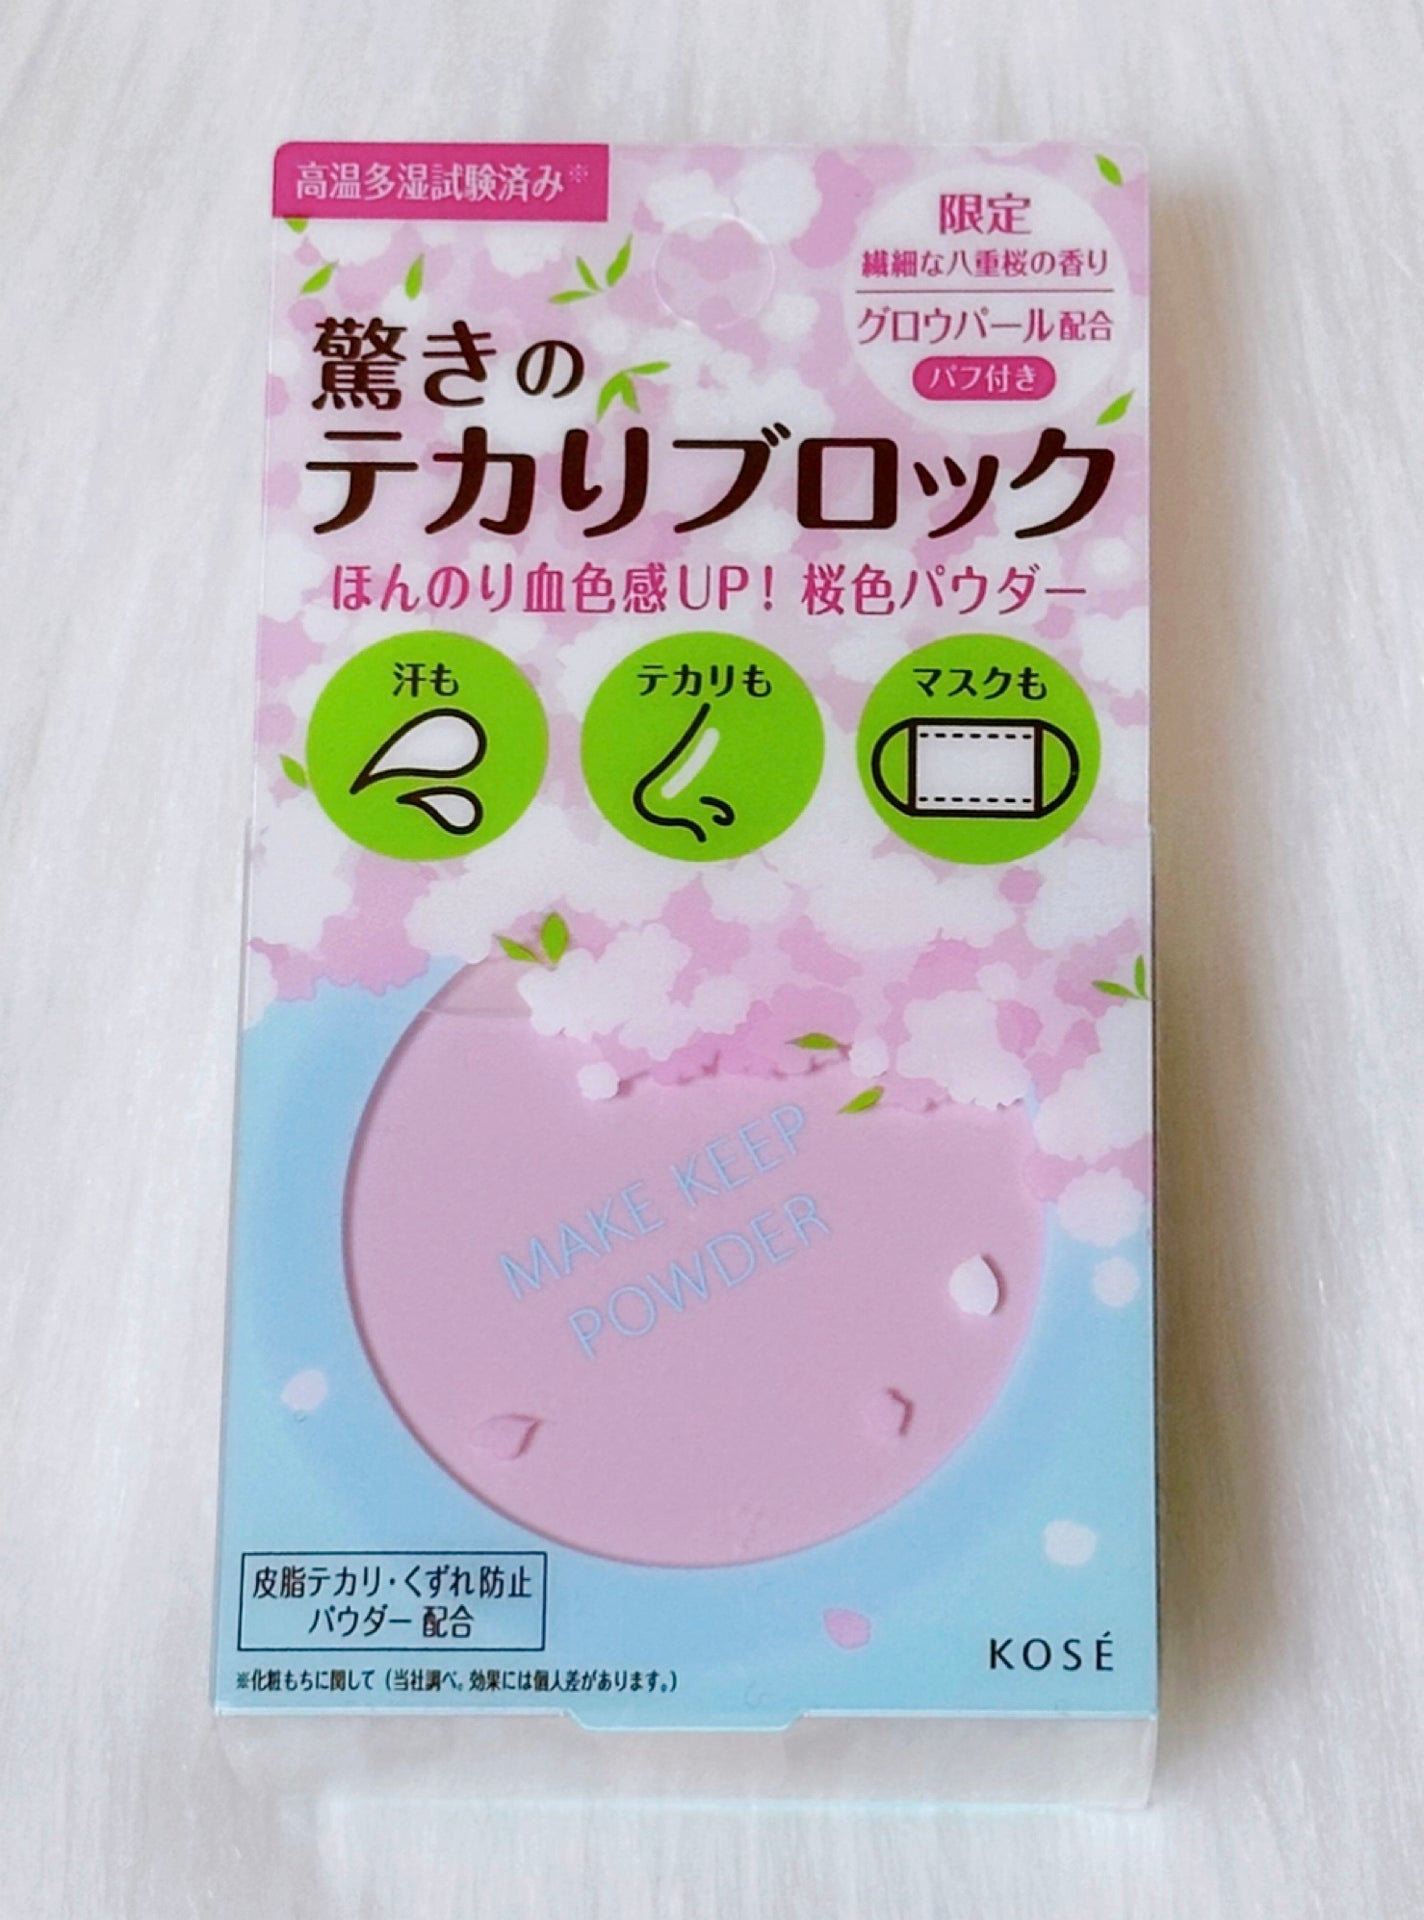 高温多湿試験済み※
限定
繊細な八重桜の香り
グロウパール配合
パフ付き
驚きの
テカリブロック
ほんのり血色感UP! 桜色パウダー
汗も
テカリも
マスクも
MAKE KEEP
POWDER
皮脂テカリ・くずれ防止
パウダー 配合
※化粧もちに関して(当社調べ。効果には個人差があります。)
KOSÉ